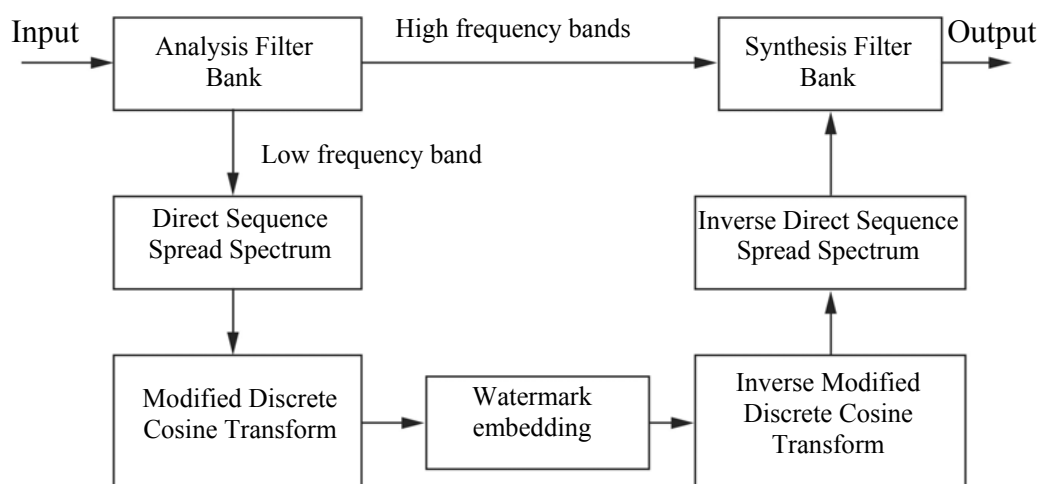 Input
Analysis Filter
Bank
High frequency bands
Synthesis Filter
Bank
Output
Low frequency band
Direct Sequence
Spread Spectrum
Inverse Direct Sequence
Spread Spectrum
Modified Discrete
Cosine Transform
Watermark
embedding
Inverse Modified
Discrete Cosine
Transform